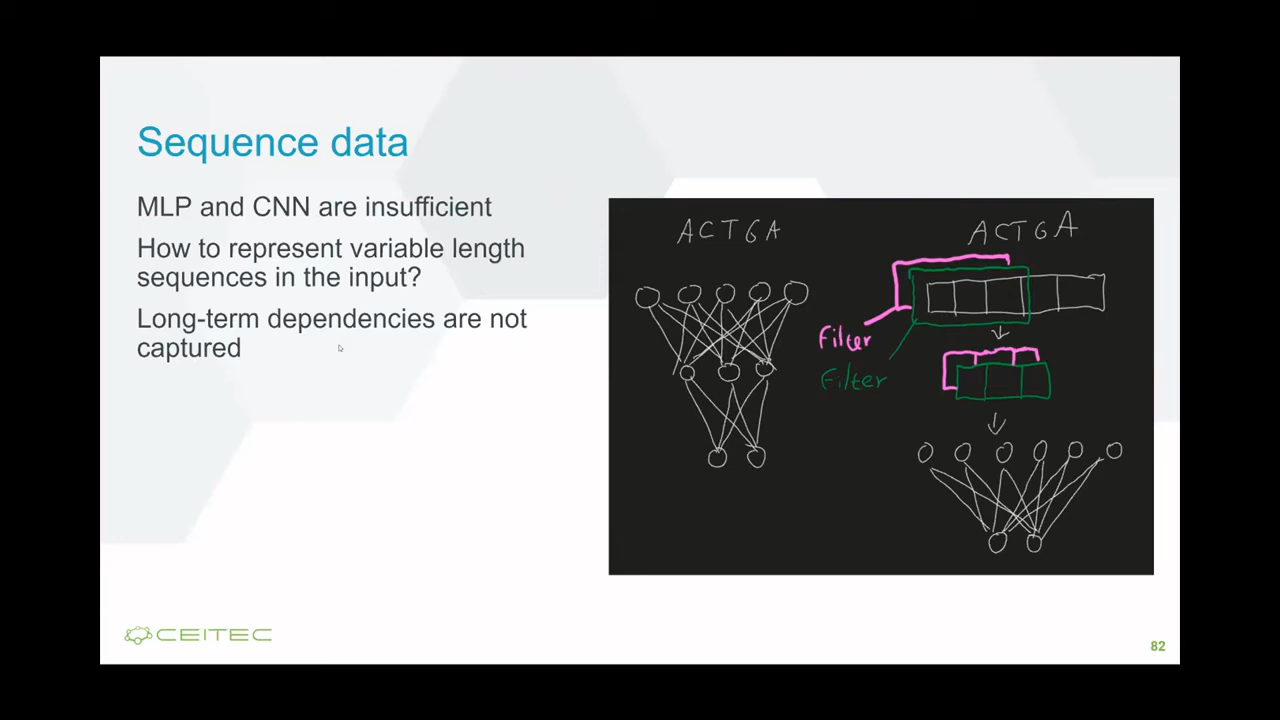 Sequence data
MLP and CNN are insufficient
How to represent variable length
sequences in the input?
Long-term dependencies are not
captured
ACTGA
ACTGA
Filter
Filter
CEITEC
82